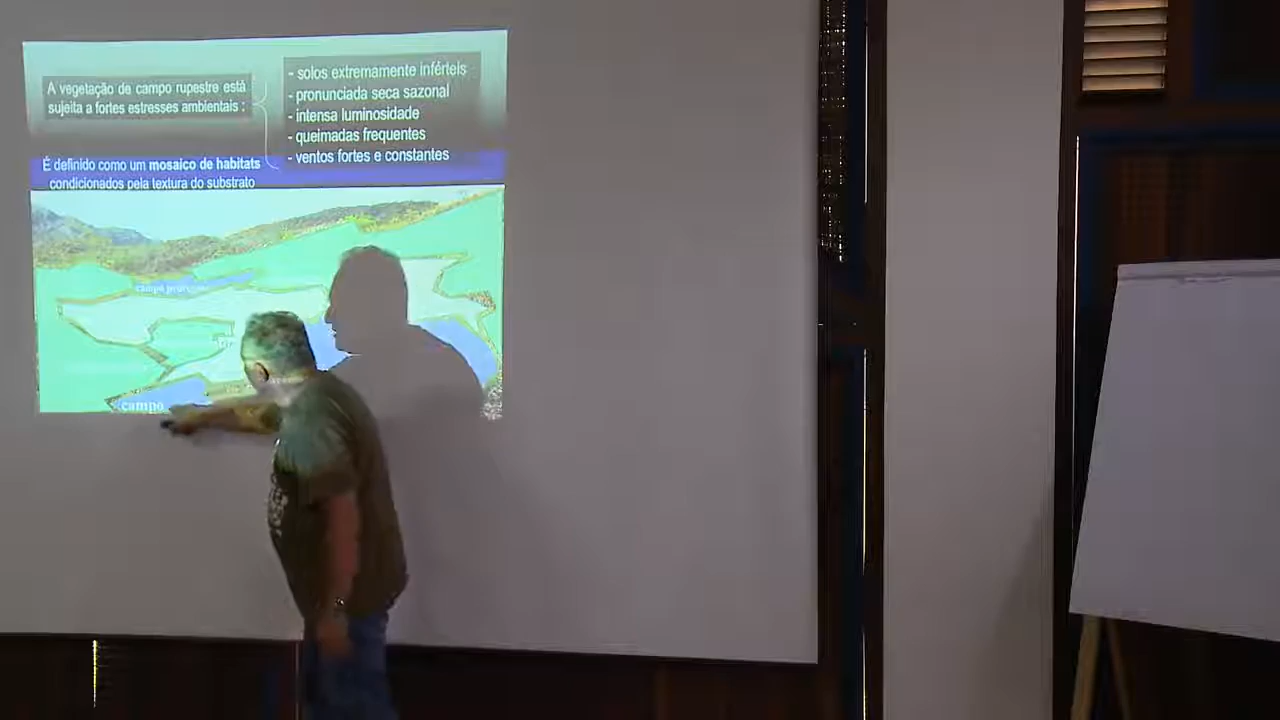 A vegetação de campo rupestre está
sujeita a fortes estresses ambientais :
- solos extremamente inférteis
- pronunciada seca sazonal
- intensa luminosidade
- queimadas frequentes
- ventos fortes e constantes
É definido como um mosaico de habitats
condicionados pela textura do substrato
campo
campo